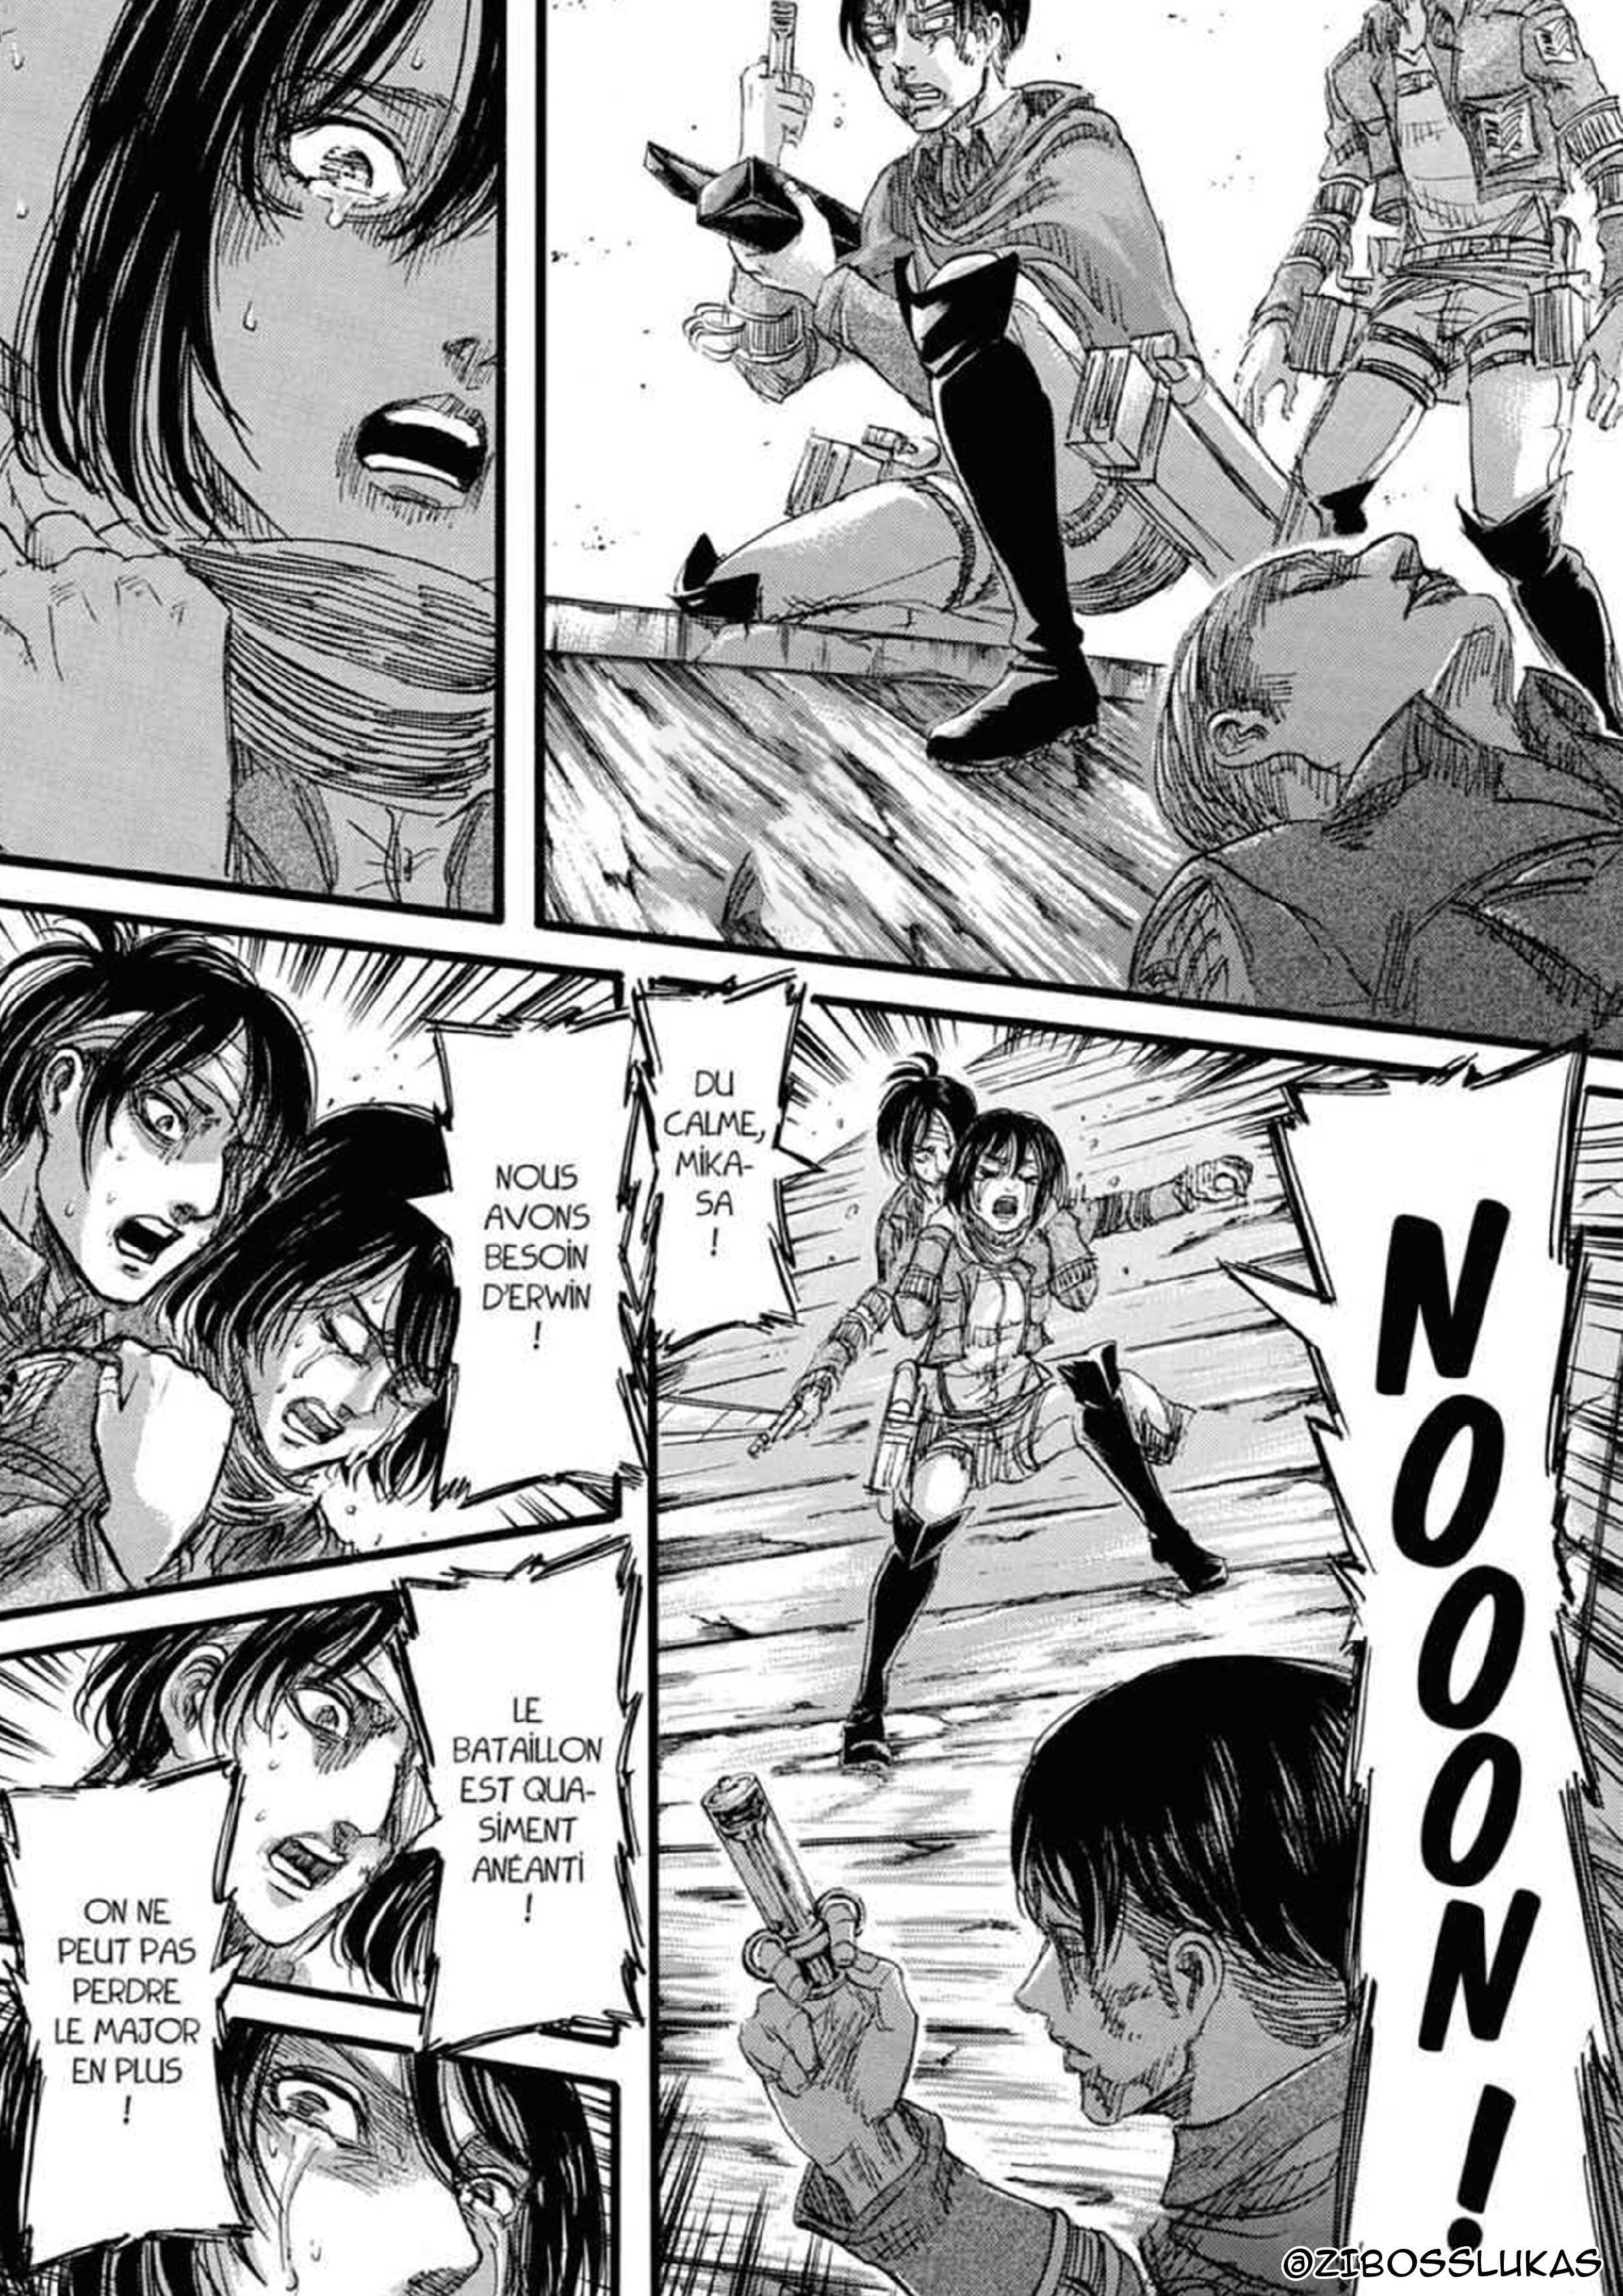 NOOOON !
DU
CALME,
MIKA-
SA
!
NOUS
AVONS
BESOIN
D'ERWIN
!
LE
BATAILLON
EST QUA-
SIMENT
ANÉANTI
!
ON NE
PEUT PAS
PERDRE
LE MAJOR
EN PLUS
!
@ZIBOSSLUKAS